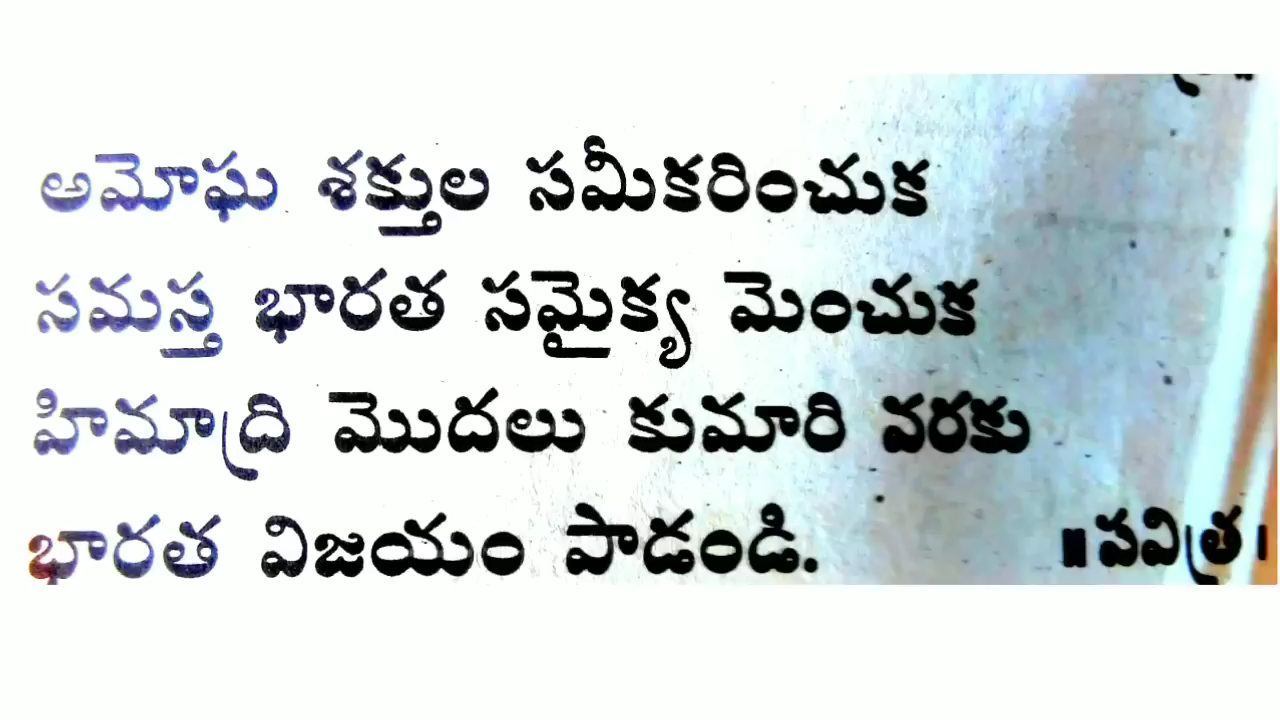 అమోఘ శక్తుల సమీకరించుక
సమస్త భారత సమైక్య మెంచుక
హిమాద్రి మొదలు కుమారి వరకు
భారత విజయం పాడండి. ॥పవిత్ర।